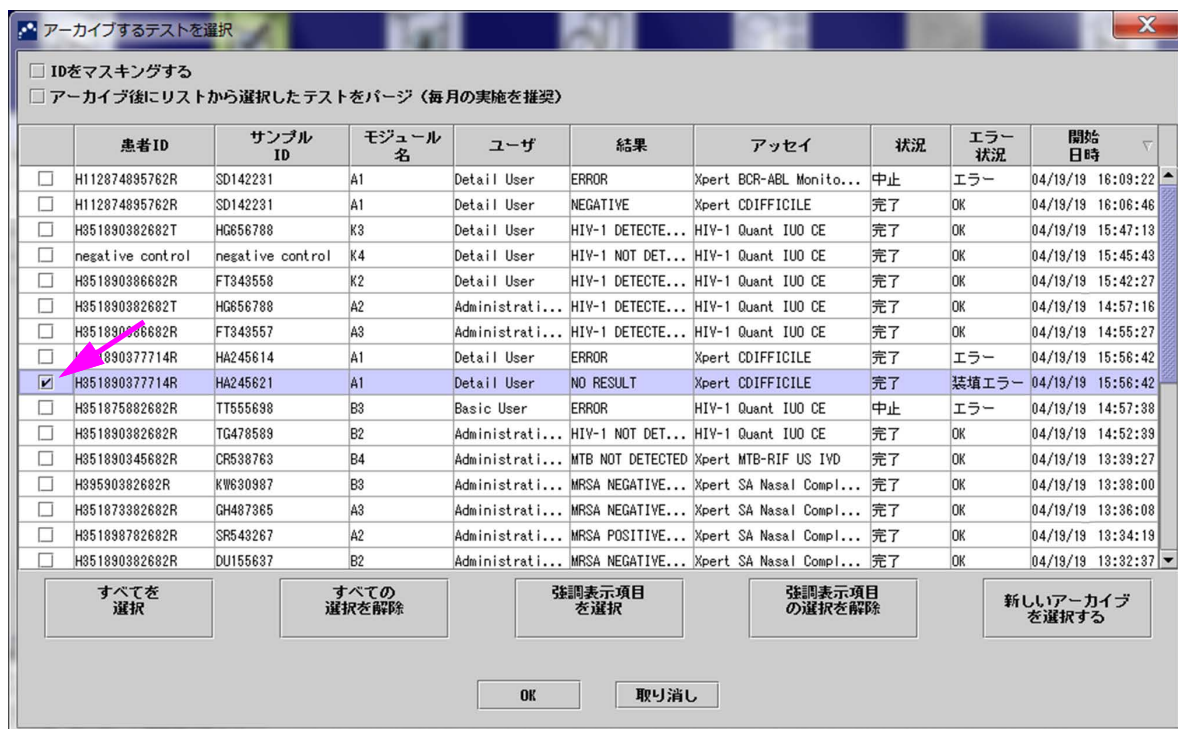 アーカイブするテストを選択
IDをマスキングする
アーカイブ後にリストから選択したテストをパージ（毎月の実施を推奨）
患者ID サンプル ID モジュール 名 ユーザ 結果 アッセイ 状況 エラー 状況 開始 日時
H112874895762R SD142231 A1 Detail User ERROR Xpert BCR-ABL Monito... 中止 エラー 04/19/19 16:09:22
H112874895762R SD142231 A1 Detail User NEGATIVE Xpert CDIFFICILE 完了 OK 04/19/19 16:06:46
H351890382682T HG656788 K3 Detail User HIV-1 DETECTE... HIV-1 Quant IUO CE 完了 OK 04/19/19 15:47:13
negative control negative control K4 Detail User HIV-1 NOT DET... HIV-1 Quant IUO CE 完了 OK 04/19/19 15:45:43
H351890386682R FT343558 K2 Detail User HIV-1 DETECTE... HIV-1 Quant IUO CE 完了 OK 04/19/19 15:42:27
H351890382682T HG656788 A2 Administrati... HIV-1 DETECTE... HIV-1 Quant IUO CE 完了 OK 04/19/19 14:57:16
H351890386682R FT343557 A3 Administrati... HIV-1 DETECTE... HIV-1 Quant IUO CE 完了 OK 04/19/19 14:55:27
HA245614 A1 Detail User ERROR Xpert CDIFFICILE 完了 エラー 04/19/19 15:56:42
H351890377714R HA245621 A1 Detail User NO RESULT Xpert CDIFFICILE 完了 装填エラー 04/19/19 15:56:42
H351875882682R TT555698 B3 Basic User ERROR HIV-1 Quant IUO CE 中止 エラー 04/19/19 14:57:38
H351890382682R TG478589 B2 Administrati... HIV-1 NOT DET... HIV-1 Quant IUO CE 完了 OK 04/19/19 14:52:39
H351890345682R CR538763 B4 Administrati... MTB NOT DETECTED Xpert MTB-RIF US IVD 完了 OK 04/19/19 13:39:27
H39590382682R KW630987 B3 Administrati... MRSA NEGATIVE... Xpert SA Nasal Compl... 完了 OK 04/19/19 13:38:00
H351873382682R GH487365 A3 Administrati... MRSA NEGATIVE... Xpert SA Nasal Compl... 完了 OK 04/19/19 13:36:08
H351898782682R SR543267 A2 Administrati... MRSA POSITIVE... Xpert SA Nasal Compl... 完了 OK 04/19/19 13:34:19
H351890382682R DU155637 B2 Administrati... MRSA NEGATIVE... Xpert SA Nasal Compl... 完了 OK 04/19/19 13:32:37
すべてを
選択
すべての
選択を解除
強調表示項目
を選択
強調表示項目
の選択を解除
新しいアーカイブ
を選択する
OK 取り消し